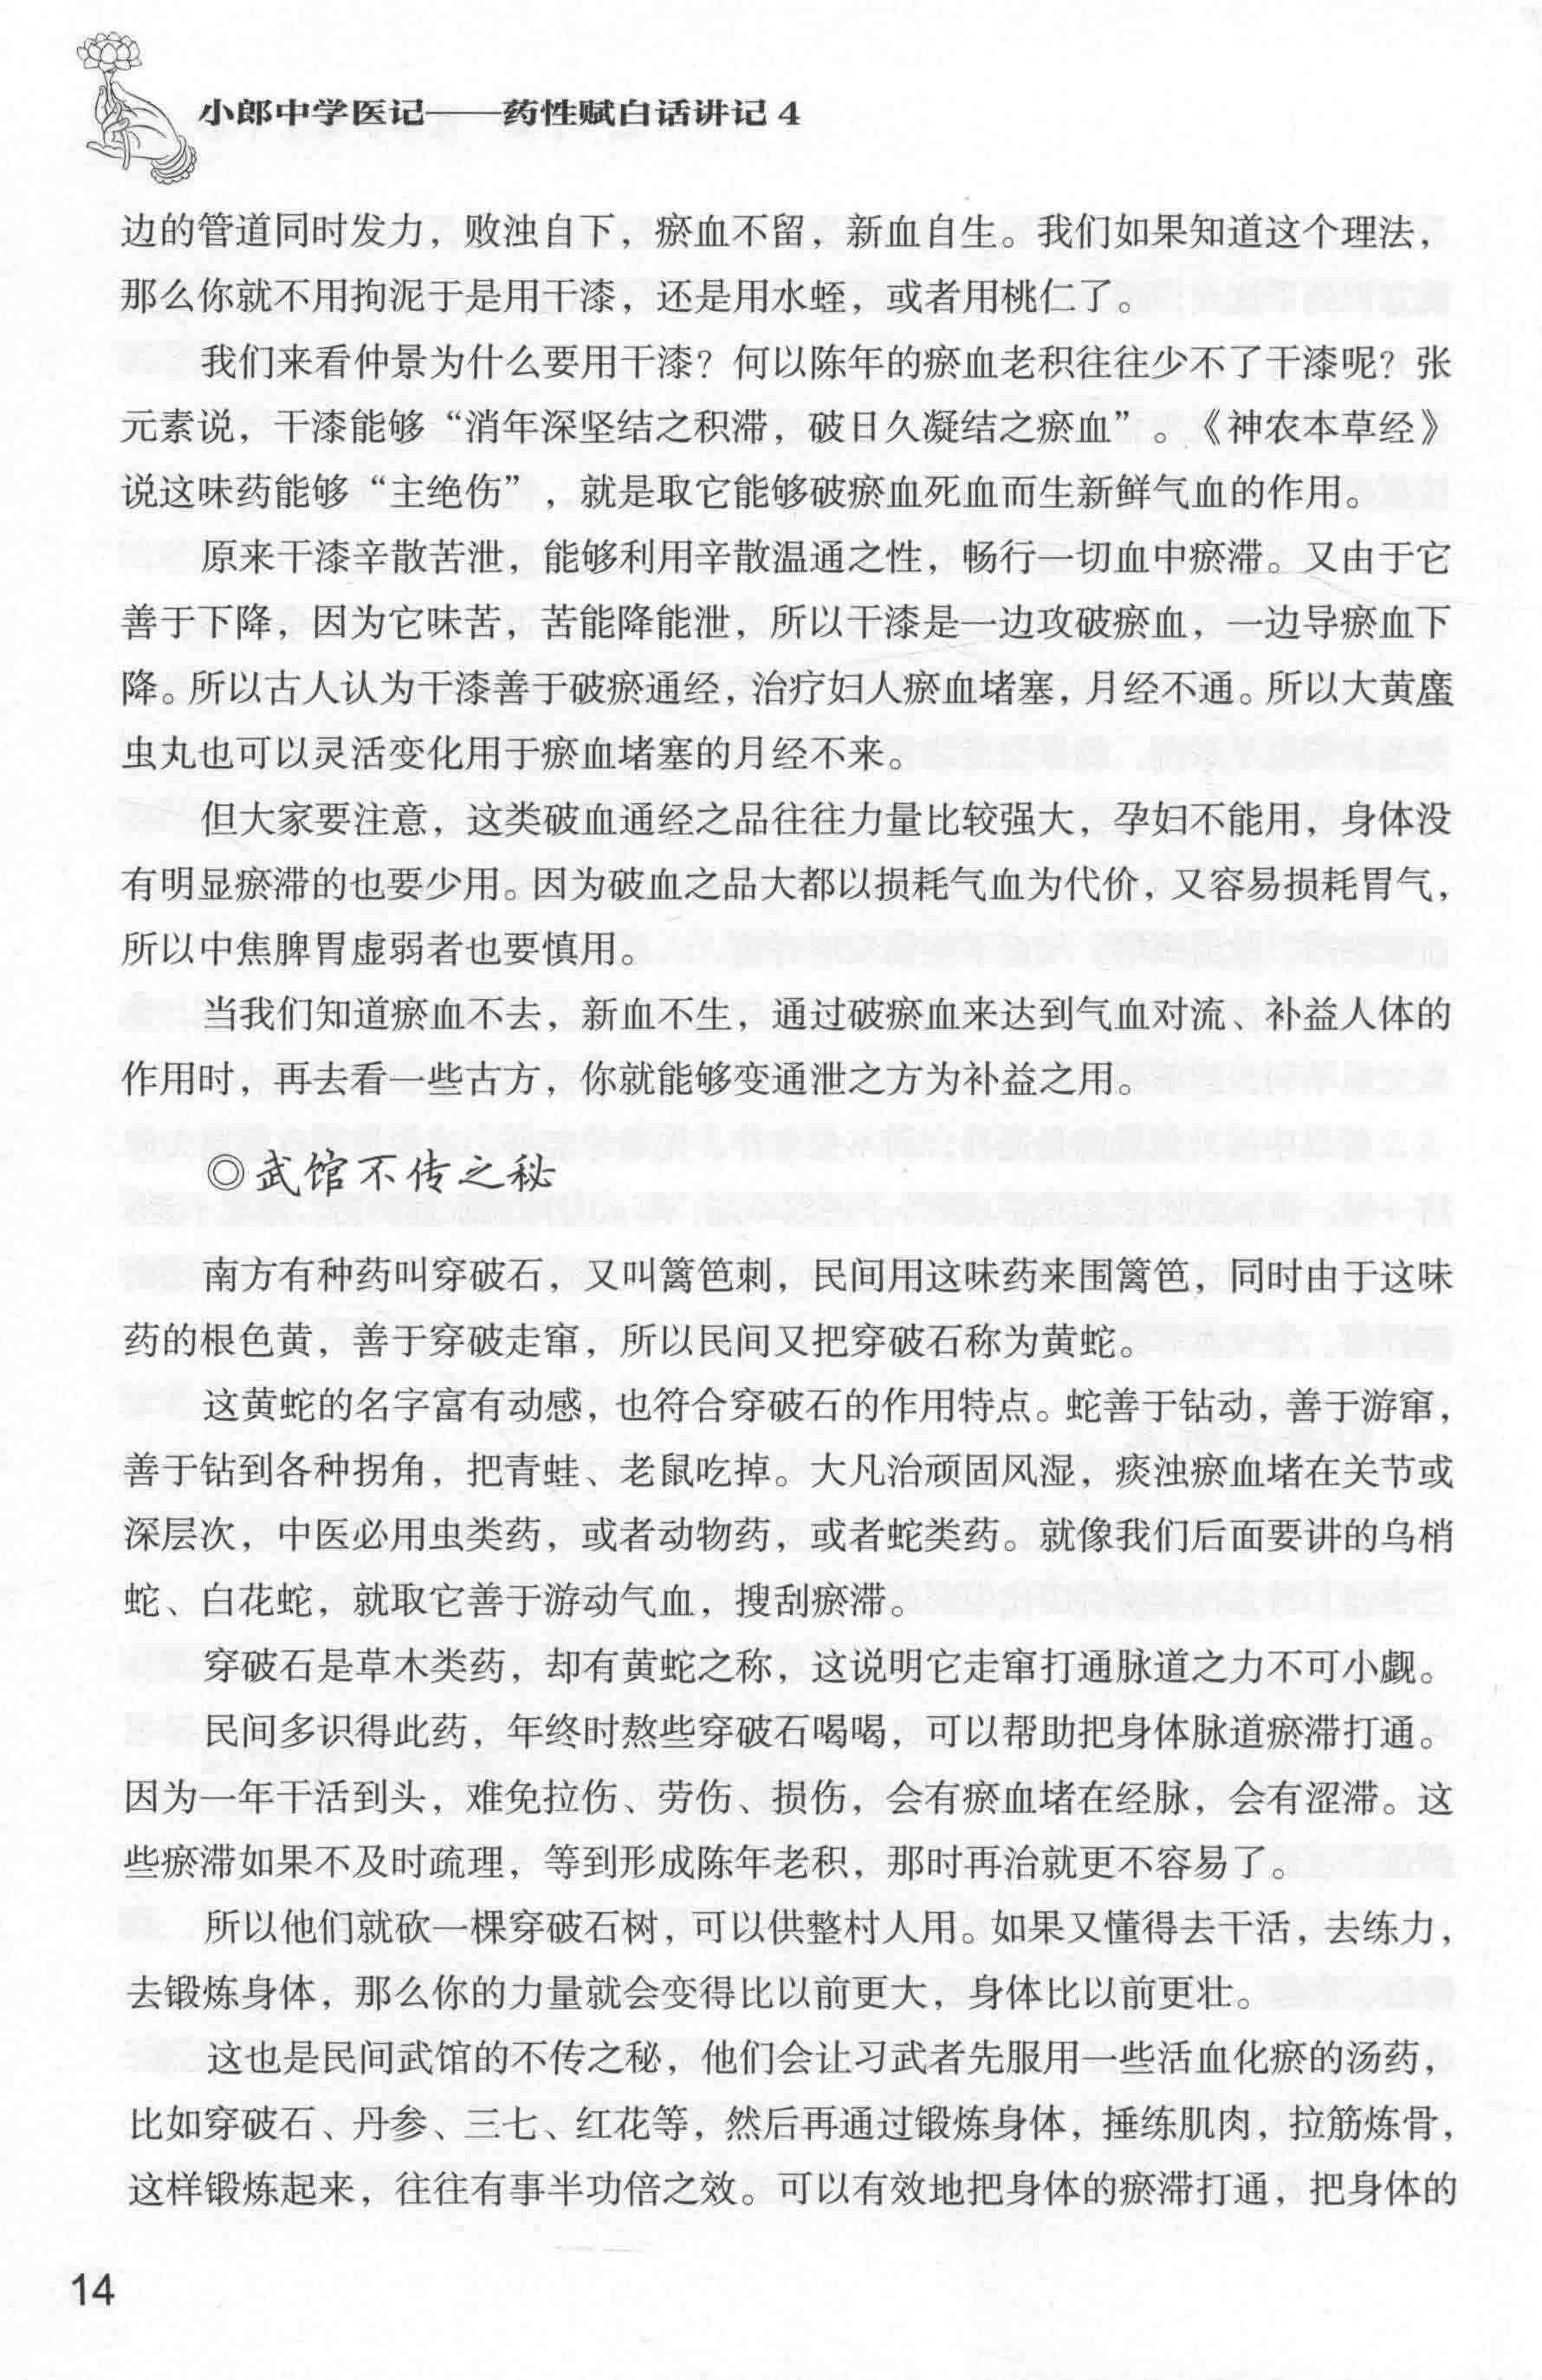 小郎中学医记——药性赋白话讲记 4
边的管道同时发力，败浊自下，瘀血不留，新血自生。我们如果知道这个理法，
那么你就不用拘泥于是用干漆，还是用水蛭，或者用桃仁了。
我们来看仲景为什么要用干漆？何以陈年的瘀血老积往往少不了干漆呢？张
元素说，干漆能够“消年深坚结之积滞，破日久凝结之瘀血”。《神农本草经》
说这味药能够“主绝伤”，就是取它能够破瘀血死血而生新鲜气血的作用。
原来干漆辛散苦泄，能够利用辛散温通之性，畅行一切血中瘀滞。又由于它
善于下降，因为它味苦，苦能降能泄，所以干漆是一边攻破瘀血，一边导瘀血下
降。所以古人认为干漆善于破瘀通经，治疗妇人瘀血堵塞，月经不通。所以大黄䗪
虫丸也可以灵活变化用于瘀血堵塞的月经不来。
但大家要注意，这类破血通经之品往往力量比较强大，孕妇不能用，身体没
有明显瘀滞的也要少用。因为破血之品大都以损耗气血为代价，又容易损耗胃气，
所以中焦脾胃虚弱者也要慎用。
当我们知道瘀血不去，新血不生，通过破瘀血来达到气血对流、补益人体的
作用时，再去看一些古方，你就能够变通泄之方为补益之用。
◎武馆不传之秘
南方有种药叫穿破石，又叫篱笆刺，民间用这味药来围篱笆，同时由于这味
药的根色黄，善于穿破走窜，所以民间又把穿破石称为黄蛇。
这黄蛇的名字富有动感，也符合穿破石的作用特点。蛇善于钻动，善于游窜，
善于钻到各种拐角，把青蛙、老鼠吃掉。大凡治顽固风湿，痰浊瘀血堵在关节或
深层次，中医必用虫类药，或者动物药，或者蛇类药。就像我们后面要讲的乌梢
蛇、白花蛇，就取它善于游动气血，搜刮瘀滞。
穿破石是草木类药，却有黄蛇之称，这说明它走窜打通脉道之力不可小觑。
民间多识得此药，年终时熬些穿破石喝喝，可以帮助把身体脉道瘀滞打通。
因为一年干活到头，难免拉伤、劳伤、损伤，会有瘀血堵在经脉，会有涩滞。这
些瘀滞如果不及时疏理，等到形成陈年老积，那时再治就更不容易了。
所以他们就砍一棵穿破石树，可以供整村人用。如果又懂得去干活，去练力，
去锻炼身体，那么你的力量就会变得比以前更大，身体比以前更壮。
这也是民间武馆的不传之秘，他们会让习武者先服用一些活血化瘀的汤药，
比如穿破石、丹参、三七、红花等，然后再通过锻炼身体，捶练肌肉，拉筋炼骨，
这样锻炼起来，往往有事半功倍之效。可以有效地把身体的瘀滞打通，把身体的
14